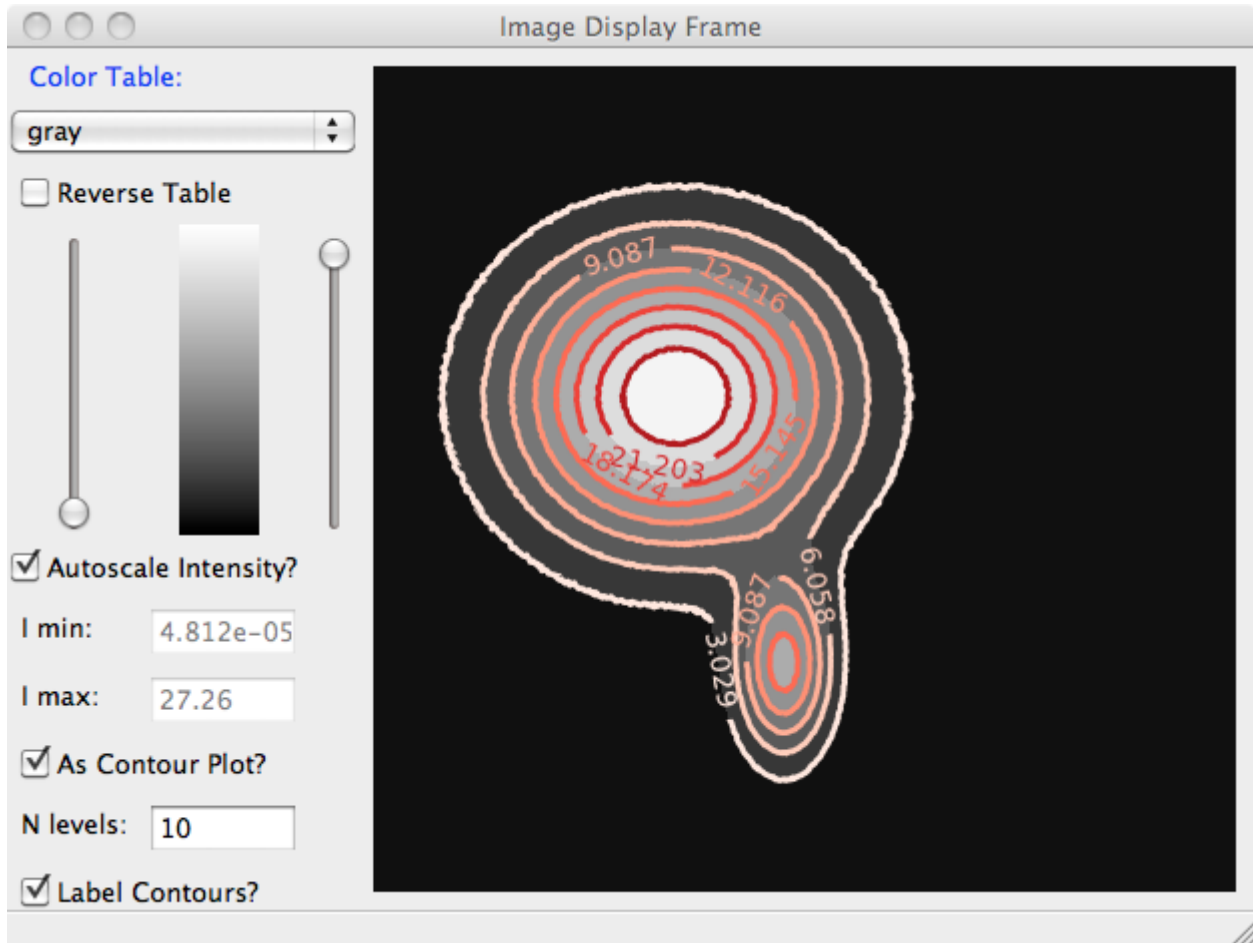 Image Display Frame
Color Table:
gray
Reverse Table
Autoscale Intensity?
I min: 4.812e-05
I max: 27.26
As Contour Plot?
N levels: 10
Label Contours?
9.087
12.116
15.145
18.174
21.203
6.058
9.087
3.029